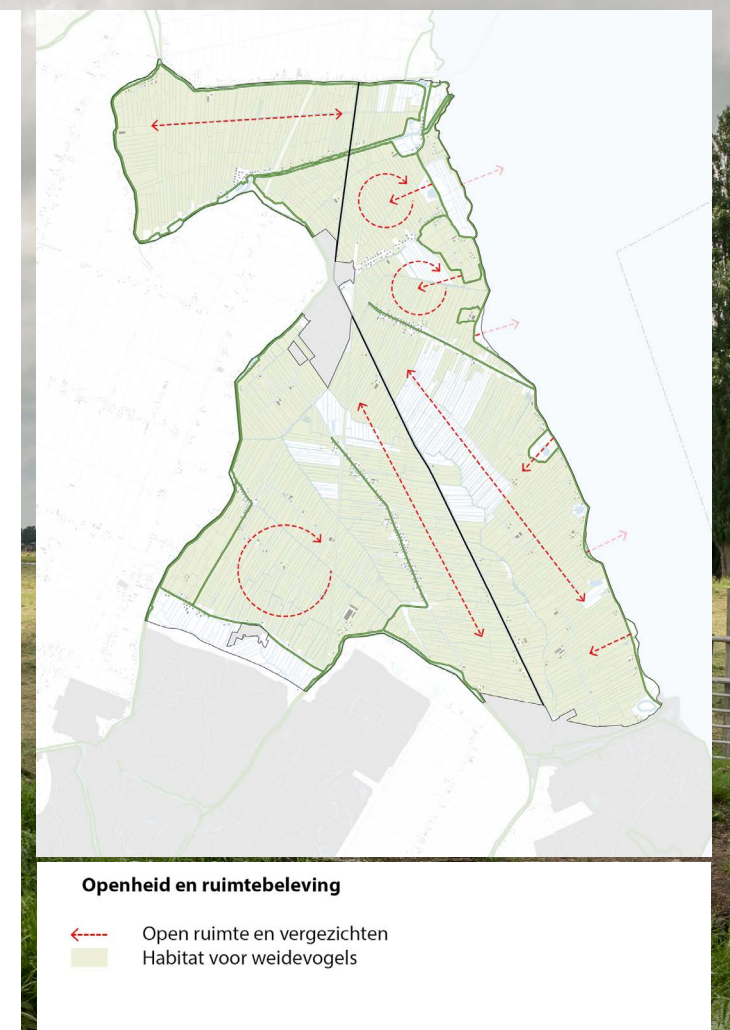 Openheid en ruimtebeleving
Open ruimte en vergezichten
Habitat voor weidevogels